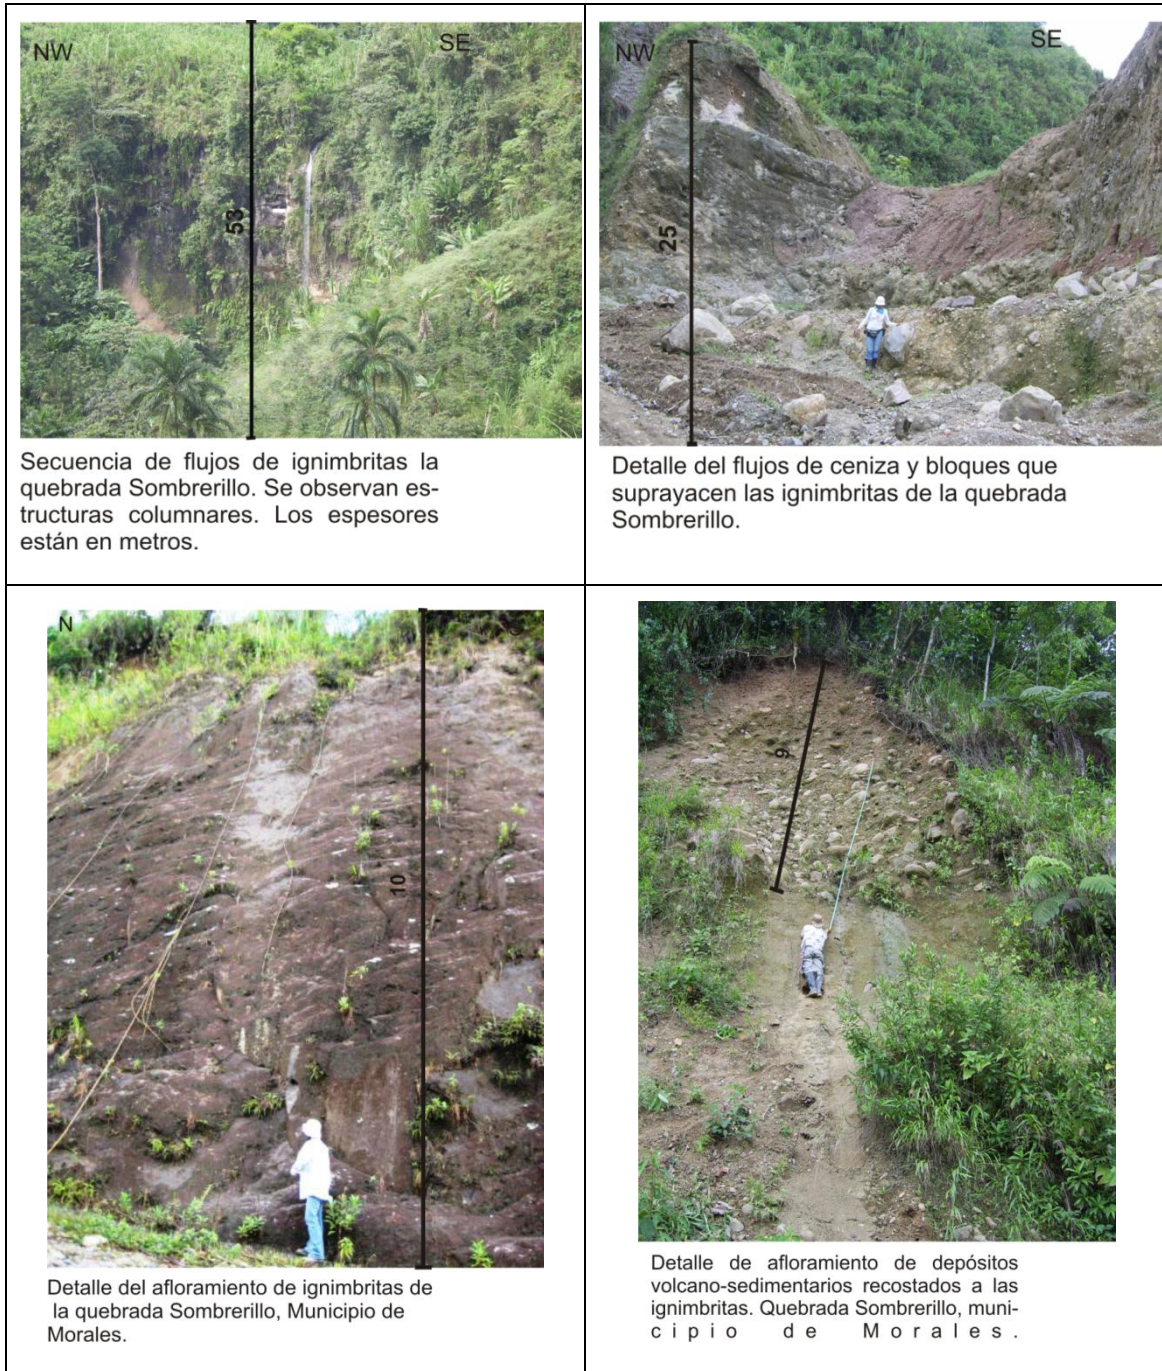 NW
SE
53
Secuencia de flujos de ignimbritas la
quebrada Sombrerillo. Se observan es-
tructuras columnares. Los espesores
están en metros.
NW
SE
25
Detalle del flujos de ceniza y bloques que
suprayacen las ignimbritas de la quebrada
Sombrerillo.
N
10
Detalle del afloramiento de ignimbritas de
la quebrada Sombrerillo, Municipio de
Morales.
9
Detalle de afloramiento de depósitos
volcano-sedimentarios recostados a las
ignimbritas. Quebrada Sombrerillo, muni-
cipio de Morales.